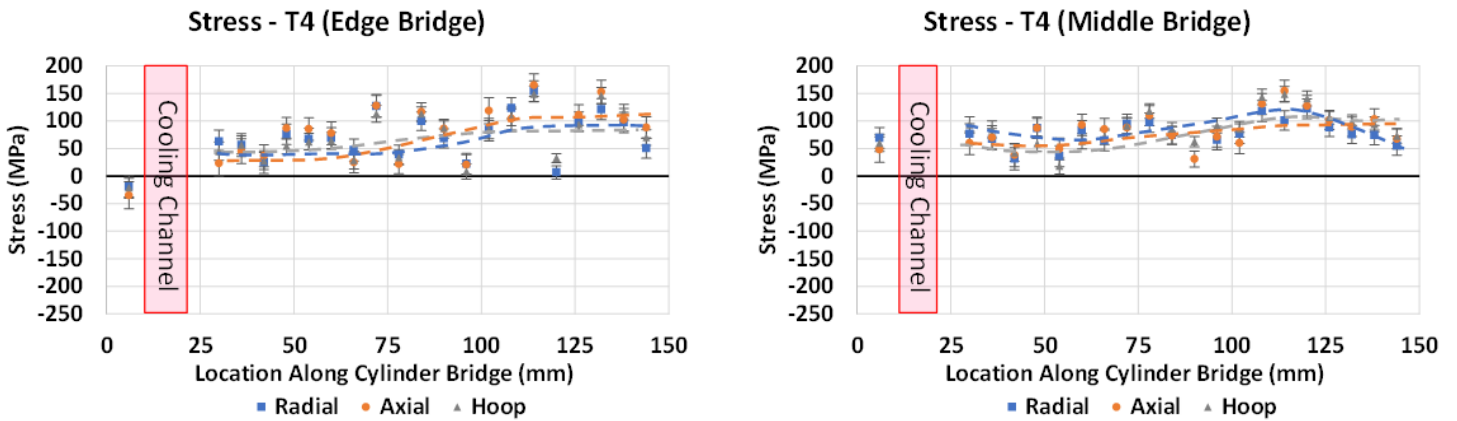 Stress - T4 (Edge Bridge)
200
150
100
50
0
-50
-100
-150
-200
-250
Stress (MPa)
Cooling Channel
0 25 50 75 100 125 150
Location Along Cylinder Bridge (mm)
Radial Axial Hoop
Stress - T4 (Middle Bridge)
200
150
100
50
0
-50
-100
-150
-200
-250
Stress (MPa)
Cooling Channel
0 25 50 75 100 125 150
Location Along Cylinder Bridge (mm)
Radial Axial Hoop